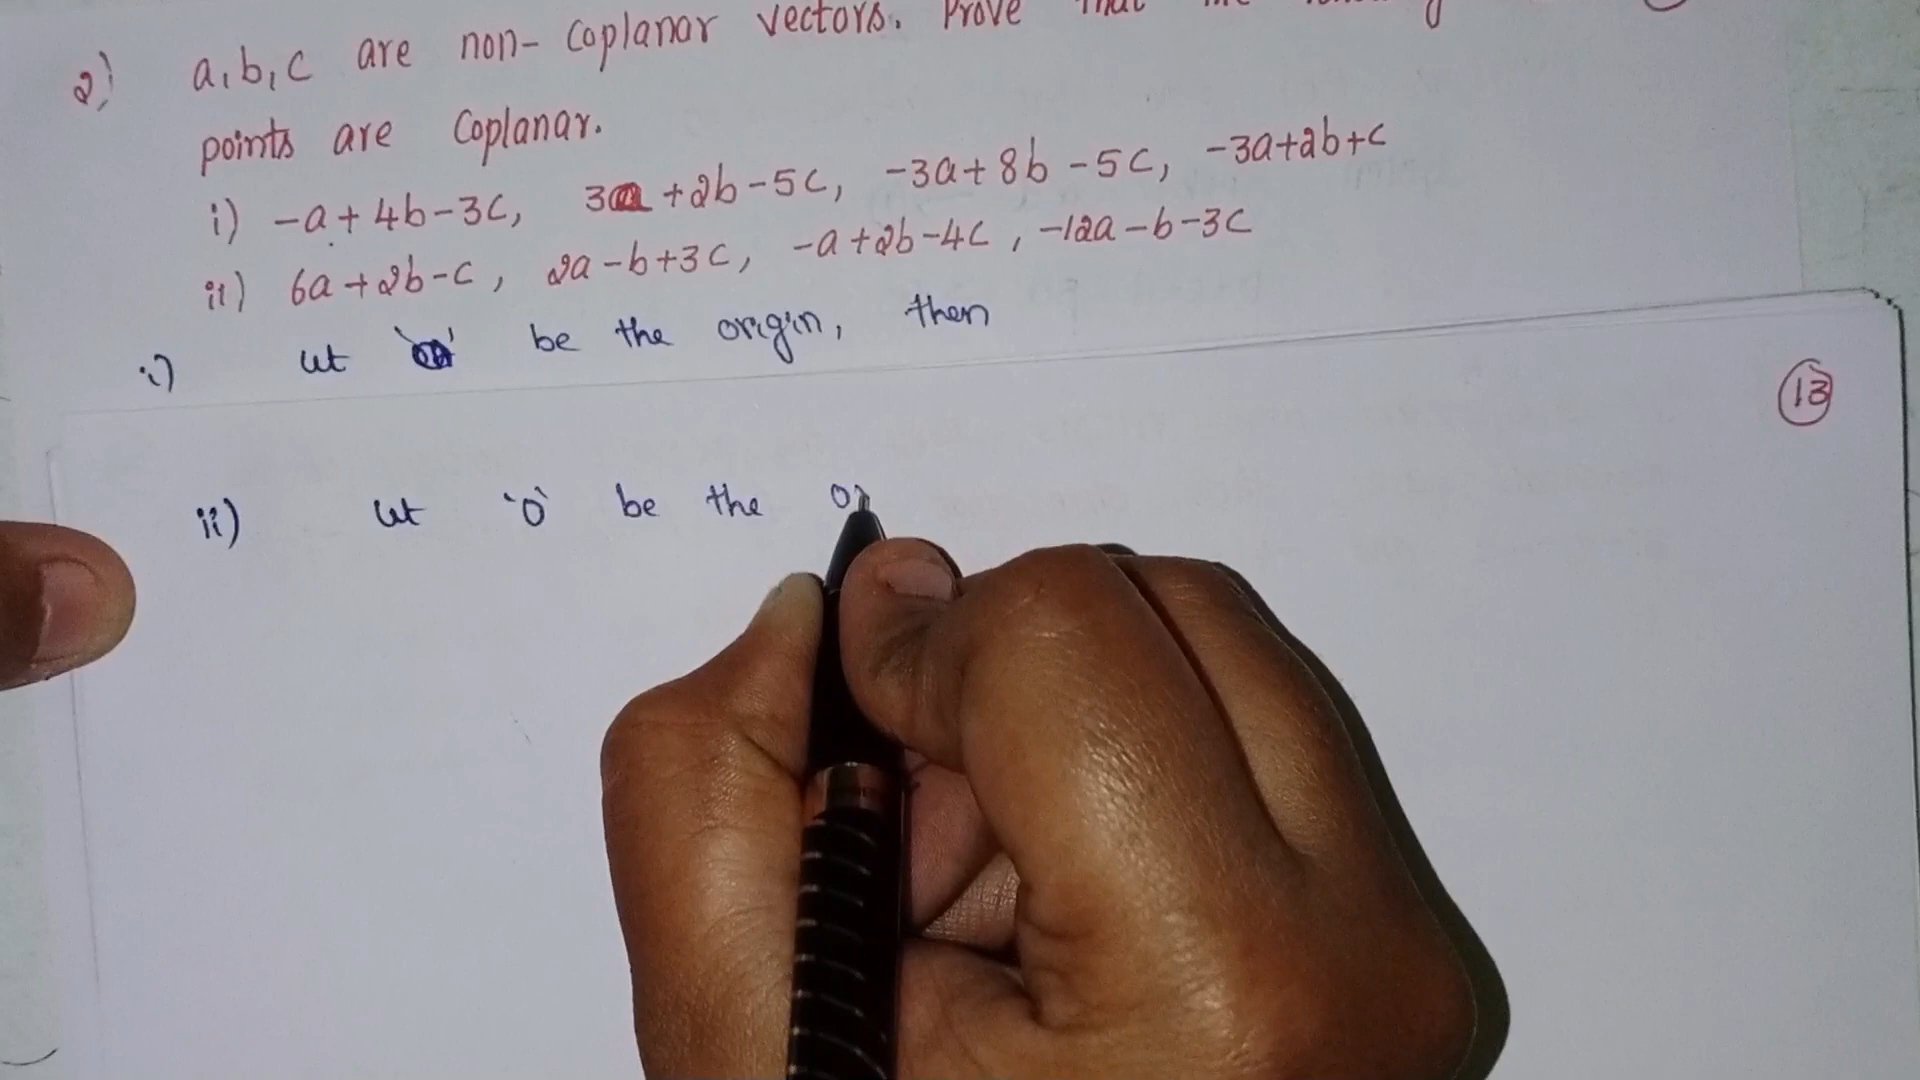 2) a,b,c are non-coplanar vectors. Prove that
points are Coplanar.
i) -a+4b-3c, 3a+2b-5c, -3a+8b-5c, -3a+2b+c
ii) 6a+2b-c, 2a-b+3c, -a+2b-4c, -12a-b-3c
i) let be the origin, then
13
ii) let 'O' be the